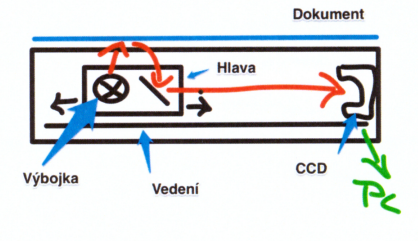 Dokument
Hlava
Výbojka
Vedení
CCD
PC